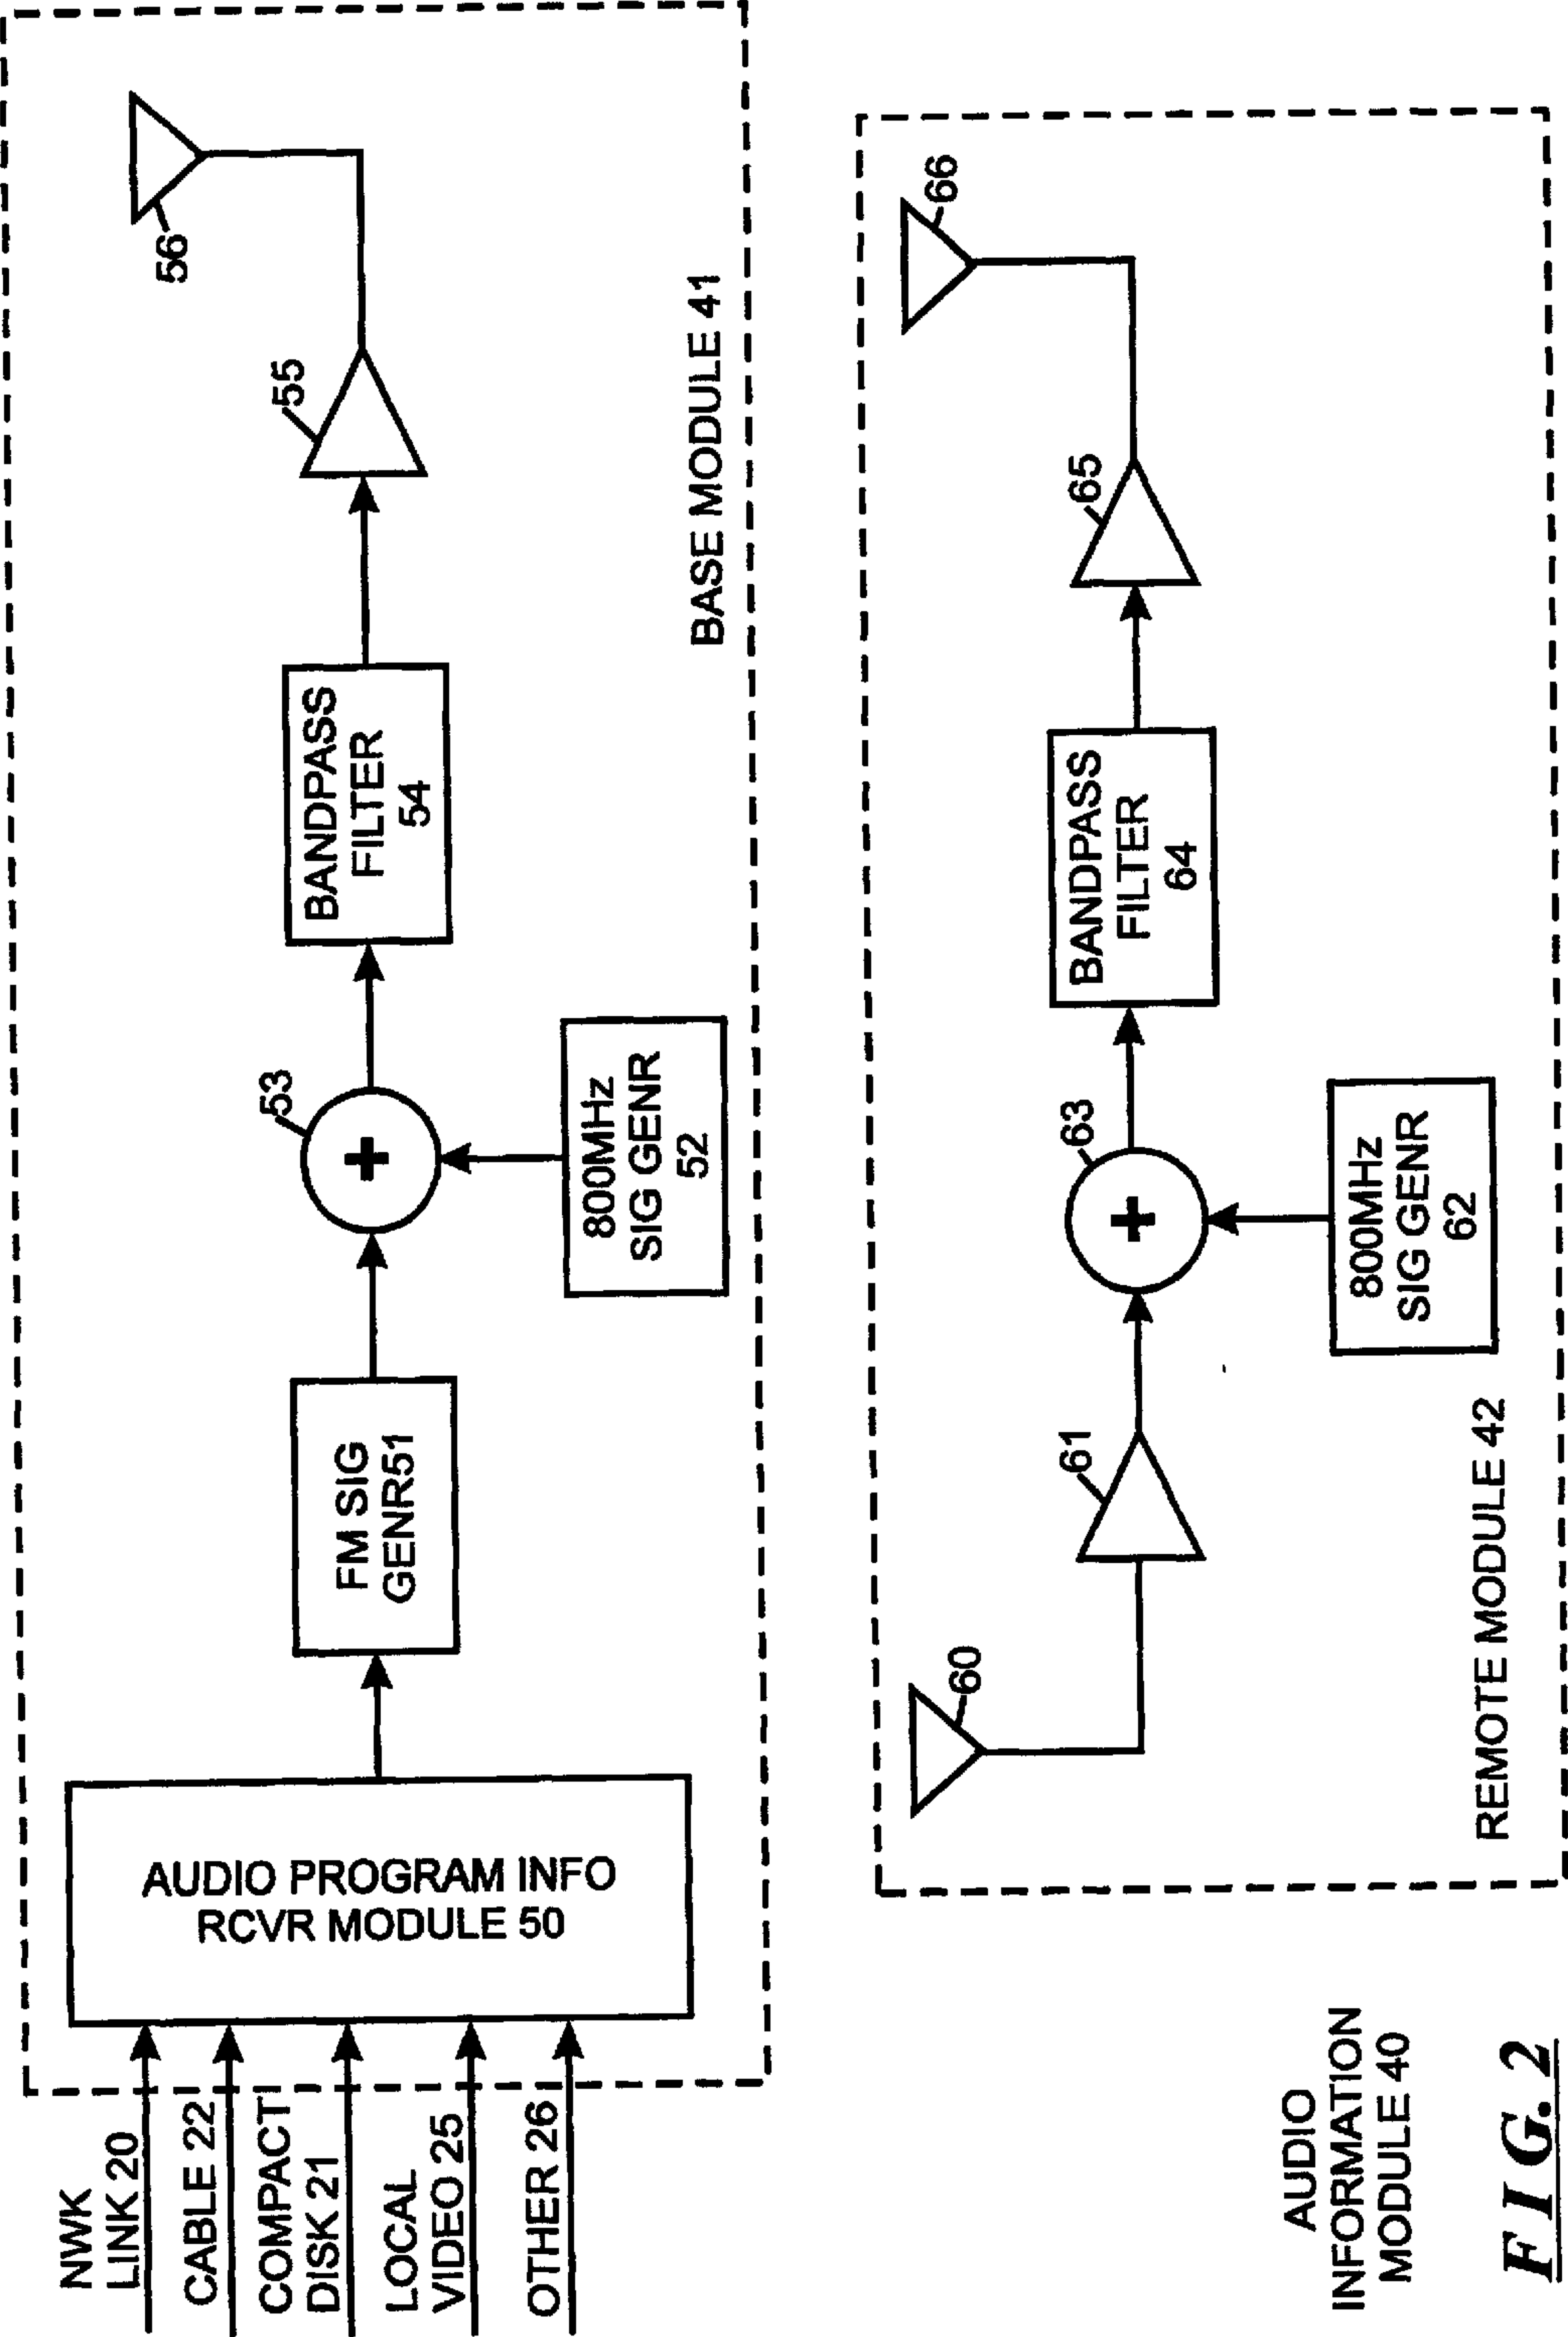 NWK
LINK 20
CABLE 22
COMPACT
DISK 21
LOCAL
VIDEO 25
OTHER 26
AUDIO PROGRAM INFO
RCVR MODULE 50
FM SIG
GENR51
53
800MHz
SIG GENR
52
BANDPASS
FILTER
54
55
56
BASE MODULE 41
60
61
63
800MHz
SIG GENR
62
BANDPASS
FILTER
64
65
66
REMOTE MODULE 42
AUDIO
INFORMATION
MODULE 40
FIG. 2